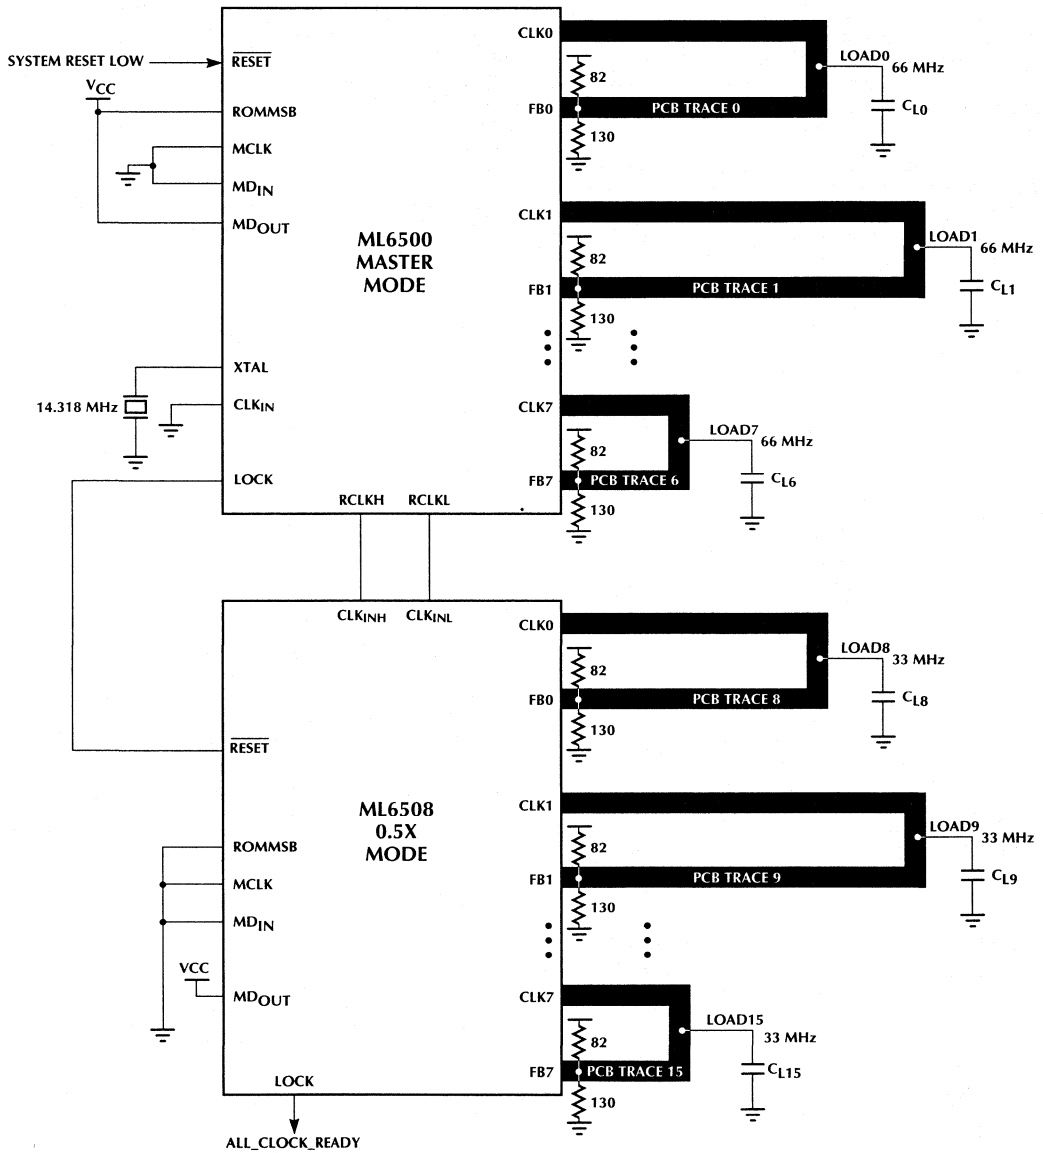 SYSTEM RESET LOW
RESET
VCC
ROMMSB
MCLK
MDIN
MDOUT
ML6500
MASTER
MODE
XTAL
14.318 MHz
CLKIN
LOCK
RCLKH RCLKL
CLK0
82
FB0
PCB TRACE 0
130
LOAD0
66 MHz
CL0
CLK1
82
FB1
PCB TRACE 1
130
LOAD1
66 MHz
CL1
CLK7
82
FB7
PCB TRACE 6
130
LOAD7
66 MHz
CL6
CLKINH CLKINL
RESET
ML6508
0.5X
MODE
ROMMSB
MCLK
MDIN
VCC
MDOUT
LOCK
ALL_CLOCK_READY
CLK0
82
FB0
PCB TRACE 8
130
LOAD8
33 MHz
CL8
CLK1
82
FB1
PCB TRACE 9
130
LOAD9
33 MHz
CL9
CLK7
82
FB7
PCB TRACE 15
130
LOAD15
33 MHz
CL15